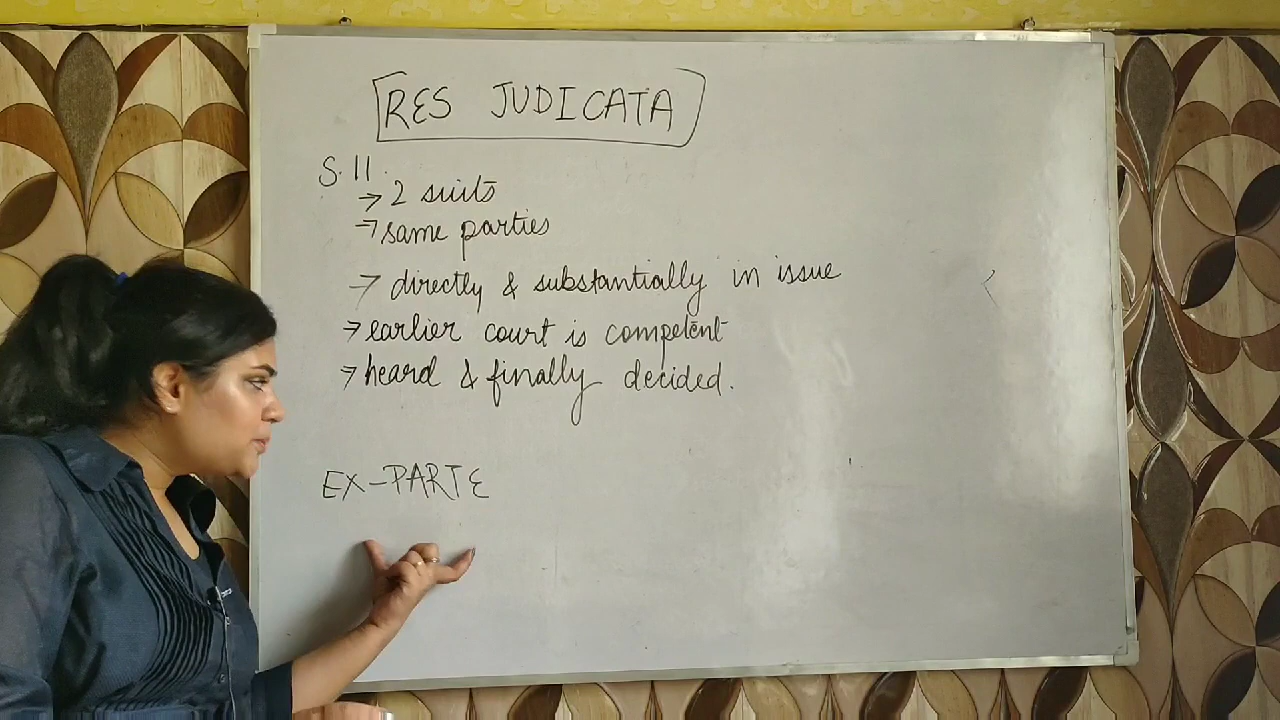 RES JUDICATA
S.11.
→ 2 suits
→ same parties
→ directly & substantially in issue
→ earlier court is competent
→ heard & finally decided.
EX-PARTE